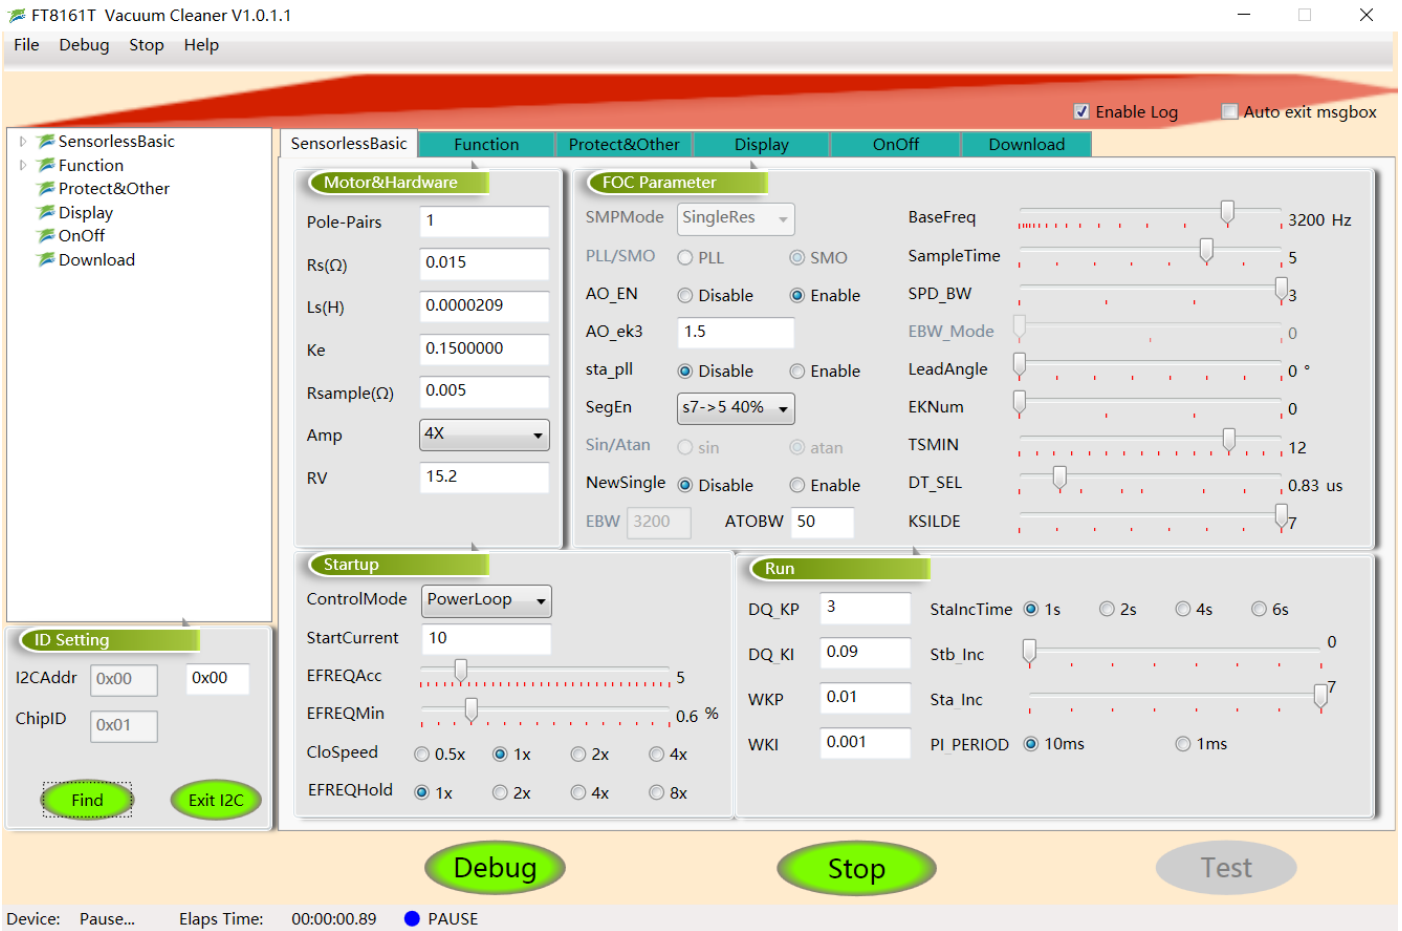 FT8161T Vacuum Cleaner V1.0.1.1
File Debug Stop Help
Enable Log Auto exit msgbox
SensorlessBasic
Function
Protect&Other
Display
OnOff
Download
SensorlessBasic Function Protect&Other Display OnOff Download
Motor&Hardware
Pole-Pairs 1
Rs(Ω) 0.015
Ls(H) 0.0000209
Ke 0.1500000
Rsample(Ω) 0.005
Amp 4X
RV 15.2
FOC Parameter
SMPMode SingleRes
PLL/SMO PLL SMO
AO_EN Disable Enable
AO_ek3 1.5
sta_pll Disable Enable
SegEn s7->5 40%
Sin/Atan sin atan
NewSingle Disable Enable
EBW 3200 ATOBW 50
BaseFreq 3200 Hz
SampleTime 5
SPD_BW 3
EBW_Mode 0
LeadAngle 0 °
EKNum 0
TSMIN 12
DT_SEL 0.83 us
KSILDE 7
Startup
ControlMode PowerLoop
StartCurrent 10
EFREQAcc 5
EFREQMin 0.6 %
CloSpeed 0.5x 1x 2x 4x
EFREQHold 1x 2x 4x 8x
Run
DQ_KP 3
DQ_KI 0.09
WKP 0.01
WKI 0.001
StaIncTime 1s 2s 4s 6s
Stb_Inc 0
Sta_Inc 7
PI_PERIOD 10ms 1ms
ID Setting
I2CAddr 0x00 0x00
ChipID 0x01
Find Exit I2C
Debug Stop Test
Device: Pause... Elaps Time: 00:00:00.89 PAUSE